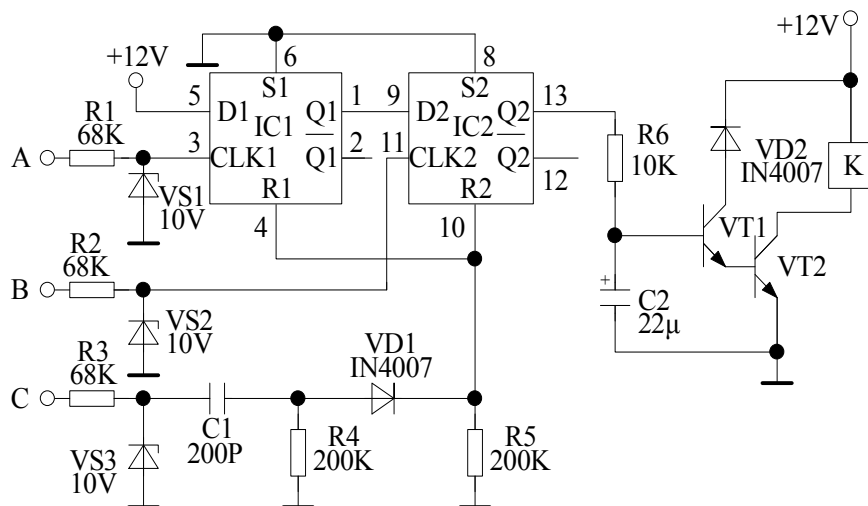 +12V
+12V
6
8
S1
S2
5
D1
Q1
1
9
D2
Q2
13
R1
68K
IC1
IC2
A
3
CLK1
Q1
2
11
CLK2
Q2
12
R6
10K
VD2
IN4007
K
VS1
10V
R1
R2
4
10
VT1
VT2
R2
68K
B
VS2
10V
C2
22μ
+
R3
68K
VD1
IN4007
C
C1
200P
R4
200K
R5
200K
VS3
10V